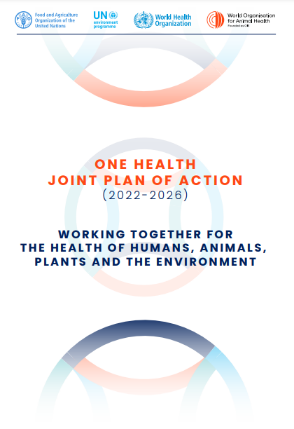 Food and Agriculture
Organization of the
United Nations
UN
environment
programme
World Health
Organization
World Organisation
for Animal Health
ONE HEALTH
JOINT PLAN OF ACTION
(2022-2026)
WORKING TOGETHER FOR
THE HEALTH OF HUMANS, ANIMALS,
PLANTS AND THE ENVIRONMENT